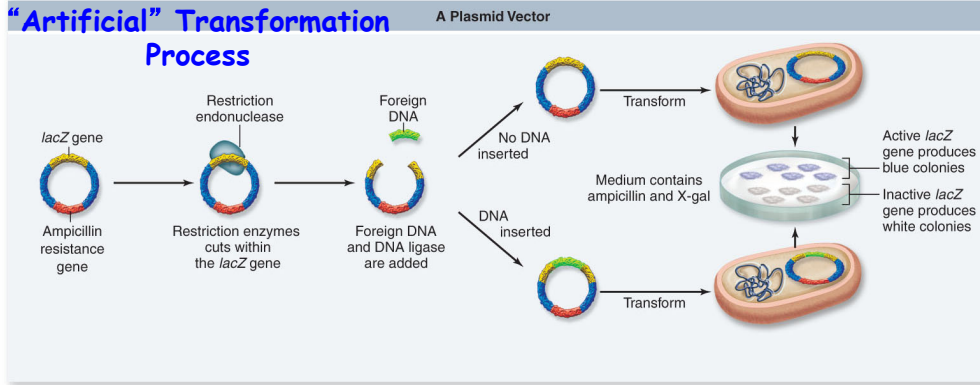 “Artificial” Transformation
Process
A Plasmid Vector
lacZ gene
Ampicillin
resistance
gene
Restriction
endonuclease
Restriction enzymes
cuts within
the lacZ gene
Foreign
DNA
Foreign DNA
and DNA ligase
are added
No DNA
inserted
DNA
inserted
Transform
Transform
Medium contains
ampicillin and X-gal
Active lacZ
gene produces
blue colonies
Inactive lacZ
gene produces
white colonies